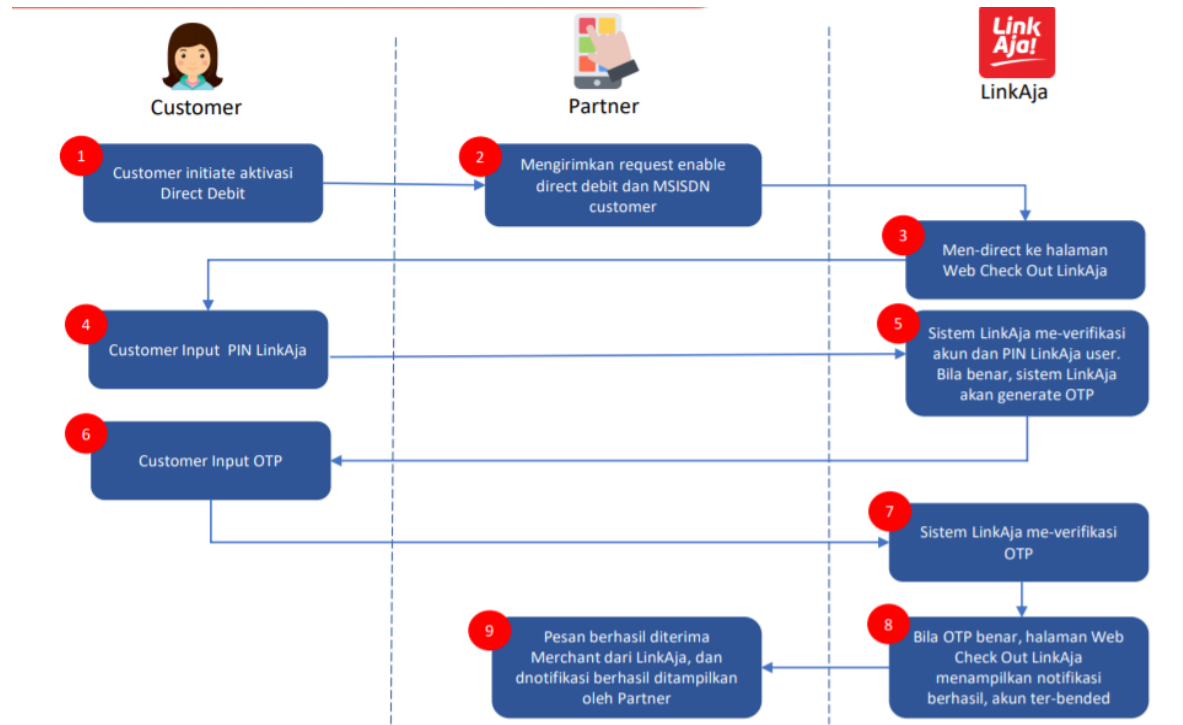 Link
Aja!
Customer
Partner
LinkAja
1
Customer initiate aktivasi
Direct Debit
2
Mengirimkan request enable
direct debit dan MSISDN
customer
3
Men-direct ke halaman
Web Check Out LinkAja
4
Customer Input PIN LinkAja
5
Sistem LinkAja me-verifikasi
akun dan PIN LinkAja user.
Bila benar, sistem LinkAja
akan generate OTP
6
Customer Input OTP
7
Sistem LinkAja me-verifikasi
OTP
8
Bila OTP benar, halaman Web
Check Out LinkAja
menampilkan notifikasi
berhasil, akun ter-bended
9
Pesan berhasil diterima
Merchant dari LinkAja, dan
dnotifikasi berhasil ditampilkan
oleh Partner